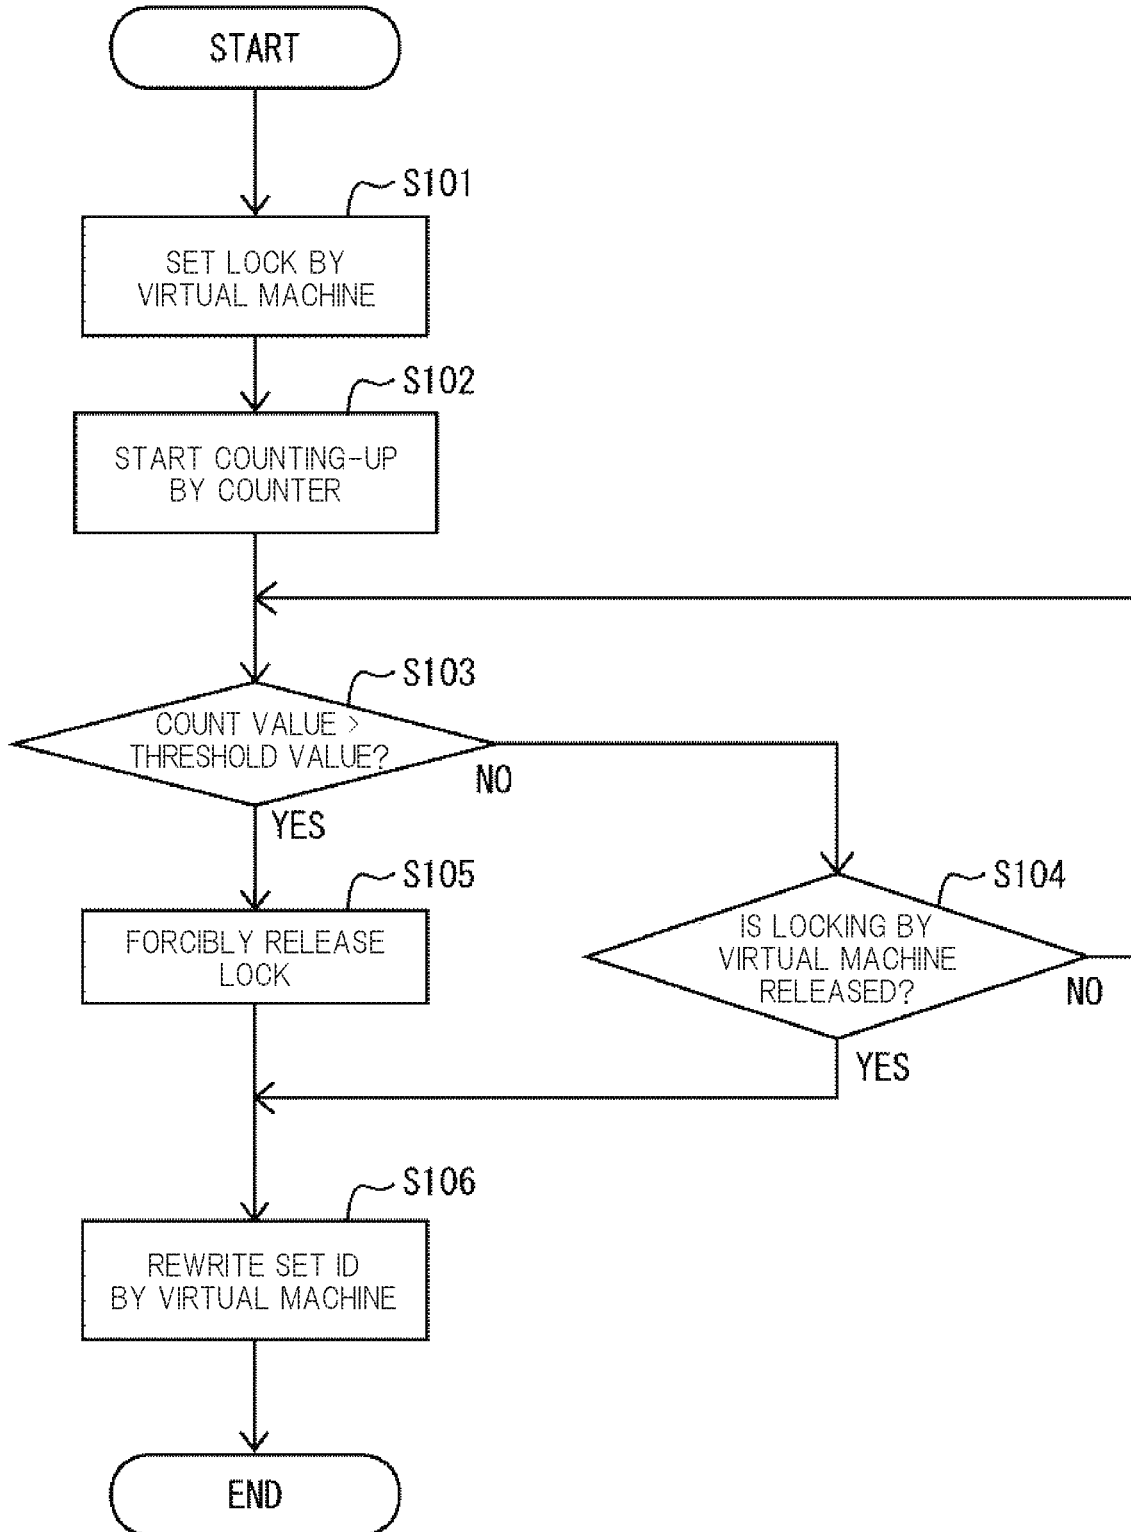 START
S101
SET LOCK BY
VIRTUAL MACHINE
S102
START COUNTING-UP
BY COUNTER
S103
COUNT VALUE >
THRESHOLD VALUE?
NO
YES
S105
FORCIBLY RELEASE
LOCK
S104
IS LOCKING BY
VIRTUAL MACHINE
RELEASED?
NO
YES
S106
REWRITE SET ID
BY VIRTUAL MACHINE
END